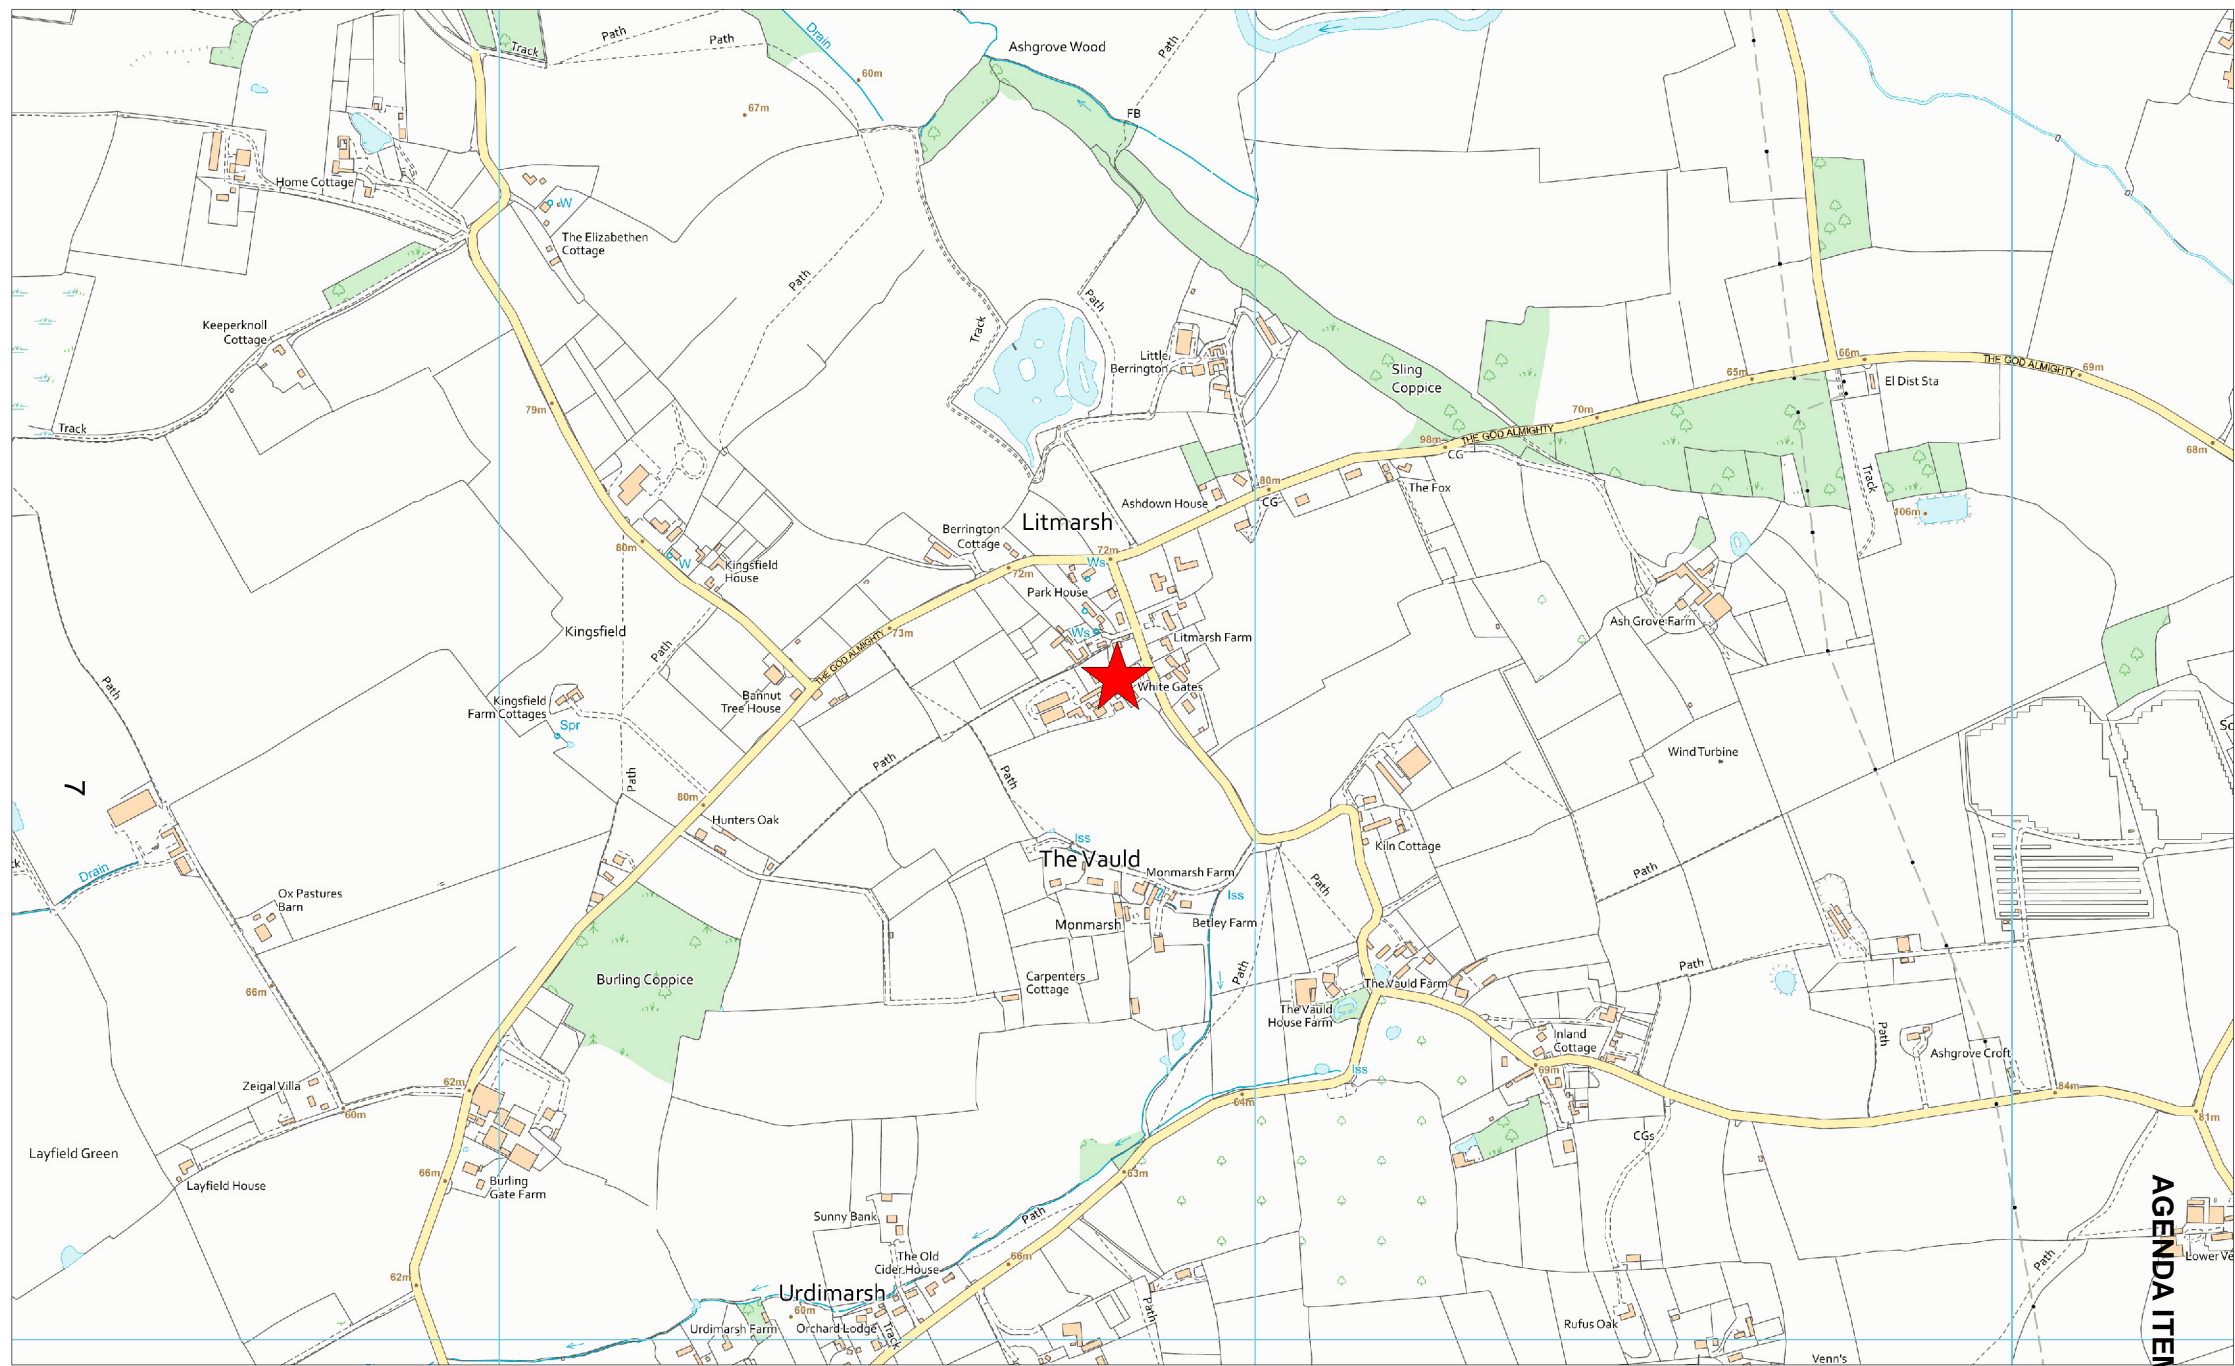 Track
Path
Path
Drain
60m
67m
Ashgrove Wood
Path
FB
Home Cottage
W
The Elizabethen
Cottage
Path
Keeperknoll
Cottage
Track
79m
Track
Path
Little
Berrington
Sling
Coppice
66m
65m
THE GOD ALMIGHTY
69m
El Dist Sta
70m
THE GOD ALMIGHTY
98m
CG
68m
80m
CG
The Fox
Ashdown House
Track
106m
Litmarsh
Berrington
Cottage
72m
Ws
72m
80m
W
Kingsfield
House
Park House
Ws
Litmarsh Farm
Ash Grove Farm
Kingsfield
Path
THE GOD ALMIGHTY
73m
White Gates
Bannut
Tree House
Kingsfield
Farm Cottages
Spr
Path
Path
Path
Path
80m
Hunters Oak
Wind Turbine
7
Drain
Iss
The Vauld
Monmarsh Farm
Iss
Kiln Cottage
Path
Path
Ox Pastures
Barn
Monmarsh
Betley Farm
Burling Coppice
66m
Carpenters
Cottage
Path
Path
The Vauld Farm
The Vauld
House Farm
Inland
Cottage
Path
Ashgrove Croft
Iss
69m
84m
81m
Zeigal Villa
62m
60m
64m
CGs
Layfield Green
Layfield House
66m
Burling
Gate Farm
63m
Sunny Bank
Path
The Old
Cider House
66m
62m
Urdimarsh
60m
Urdimarsh Farm
Orchard Lodge
Track
Path
Rufus Oak
Venn's
Path
Lower Ve
AGENDA ITEM